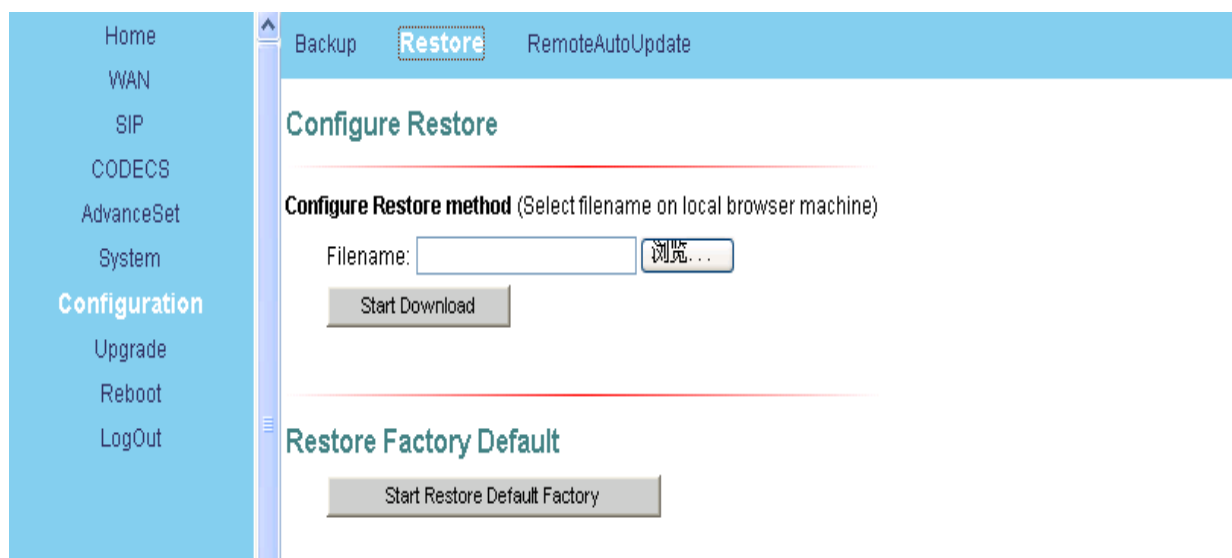 Home
WAN
SIP
CODECS
AdvanceSet
System
Configuration
Upgrade
Reboot
LogOut
Backup Restore RemoteAutoUpdate
Configure Restore
Configure Restore method (Select filename on local browser machine)
Filename: 浏览...
Start Download
Restore Factory Default
Start Restore Default Factory